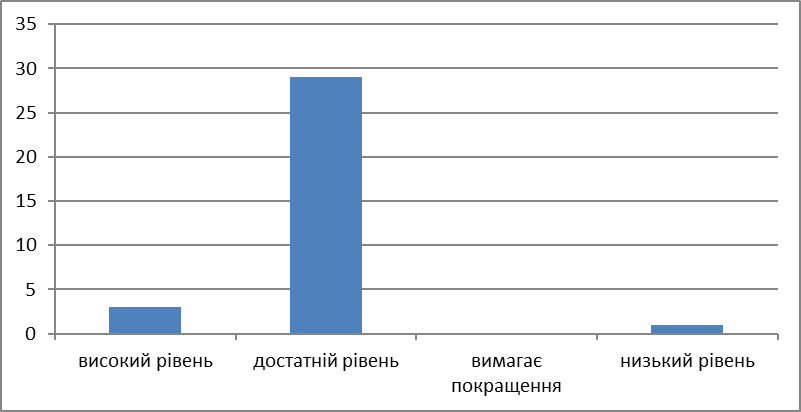 35
30
25
20
15
10
5
0
високий рівень
достатній рівень
вимагає
покращення
низький рівень